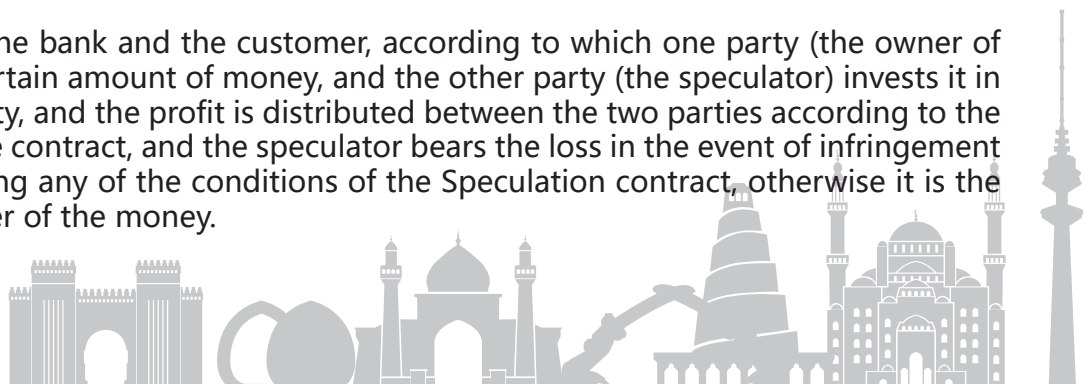 he bank and the customer, according to which one party (the owner of
rtain amount of money, and the other party (the speculator) invests it in
ty, and the profit is distributed between the two parties according to the
contract, and the speculator bears the loss in the event of infringement
ng any of the conditions of the Speculation contract, otherwise it is the
er of the money.